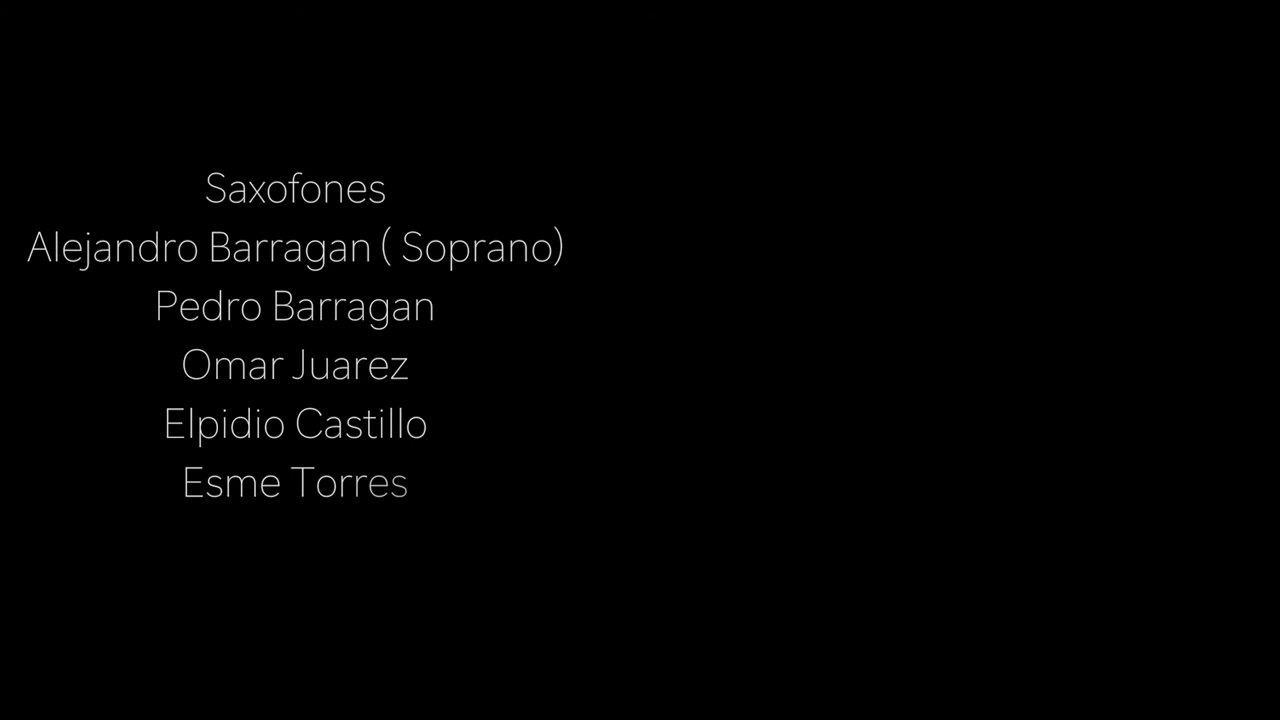 Saxofones
Alejandro Barragan ( Soprano)
Pedro Barragan
Omar Juarez
Elpidio Castillo
Esme Torres